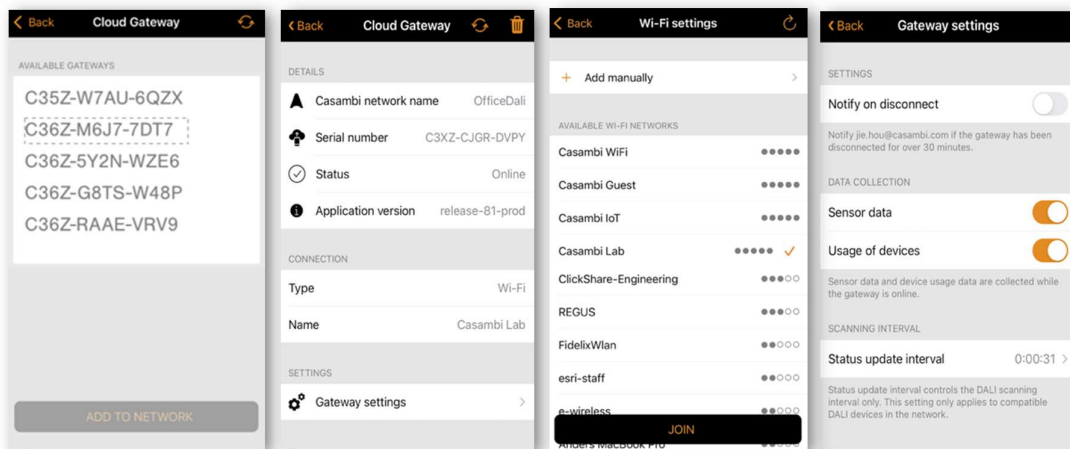 Back
Cloud Gateway
AVAILABLE GATEWAYS
C35Z-W7AU-6QZX
C36Z-M6J7-7DT7
C36Z-5Y2N-WZE6
C36Z-G8TS-W48P
C36Z-RAAE-VRV9
ADD TO NETWORK
Back
Cloud Gateway
DETAILS
Casambi network name OfficeDali
Serial number C3XZ-CJGR-DVPY
Status Online
Application version release-81-prod
CONNECTION
Type Wi-Fi
Name Casambi Lab
SETTINGS
Gateway settings
Back
Wi-Fi settings
+ Add manually
AVAILABLE WI-FI NETWORKS
Casambi WiFi
Casambi Guest
Casambi IoT
Casambi Lab
ClickShare-Engineering
REGUS
FidelixWlan
esri-staff
e-wireless
JOIN
Anders MacBook Pro
Back
Gateway settings
SETTINGS
Notify on disconnect
Notify jie.hou@casambi.com if the gateway has been
disconnected for over 30 minutes.
DATA COLLECTION
Sensor data
Usage of devices
Sensor data and device usage data are collected while
the gateway is online.
SCANNING INTERVAL
Status update interval 0:00:31
Status update interval controls the DALI scanning
interval only. This setting only applies to compatible
DALI devices in the network.